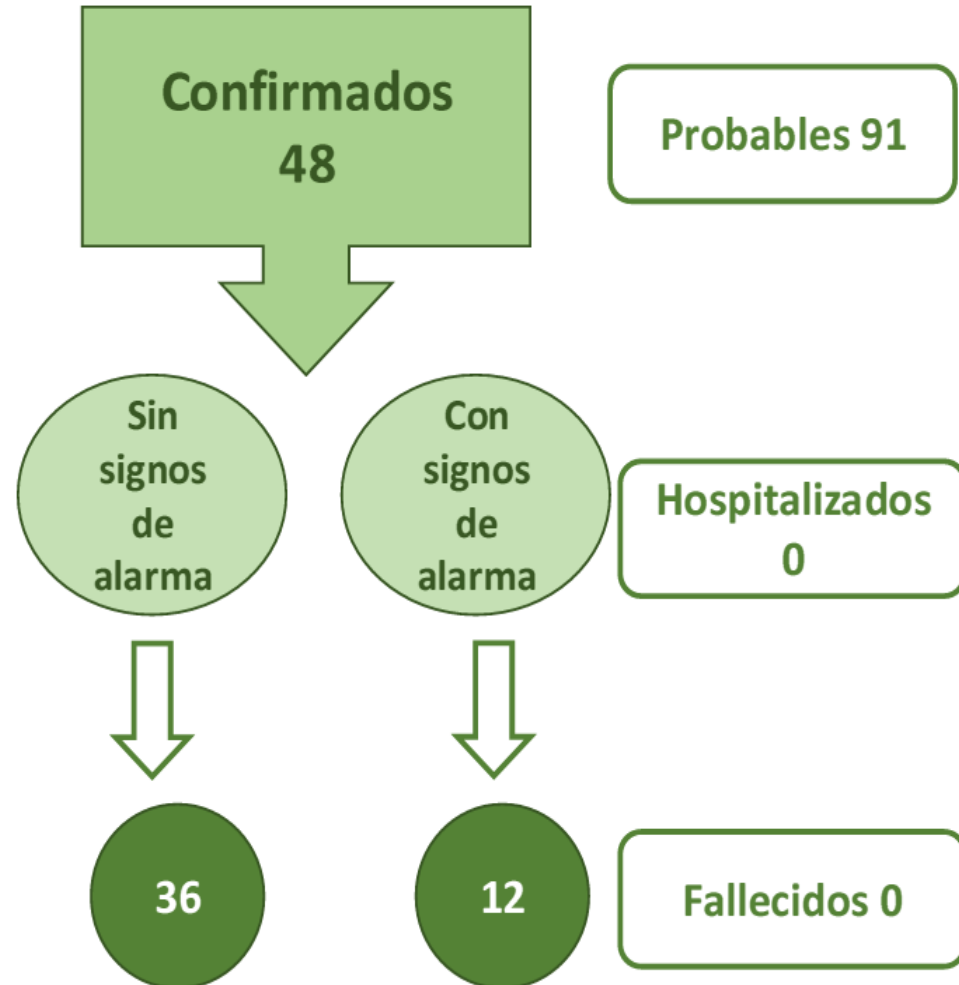 Confirmados
48
Probables 91
Sin
signos
de
alarma
Con
signos
de
alarma
Hospitalizados
0
36
12
Fallecidos 0